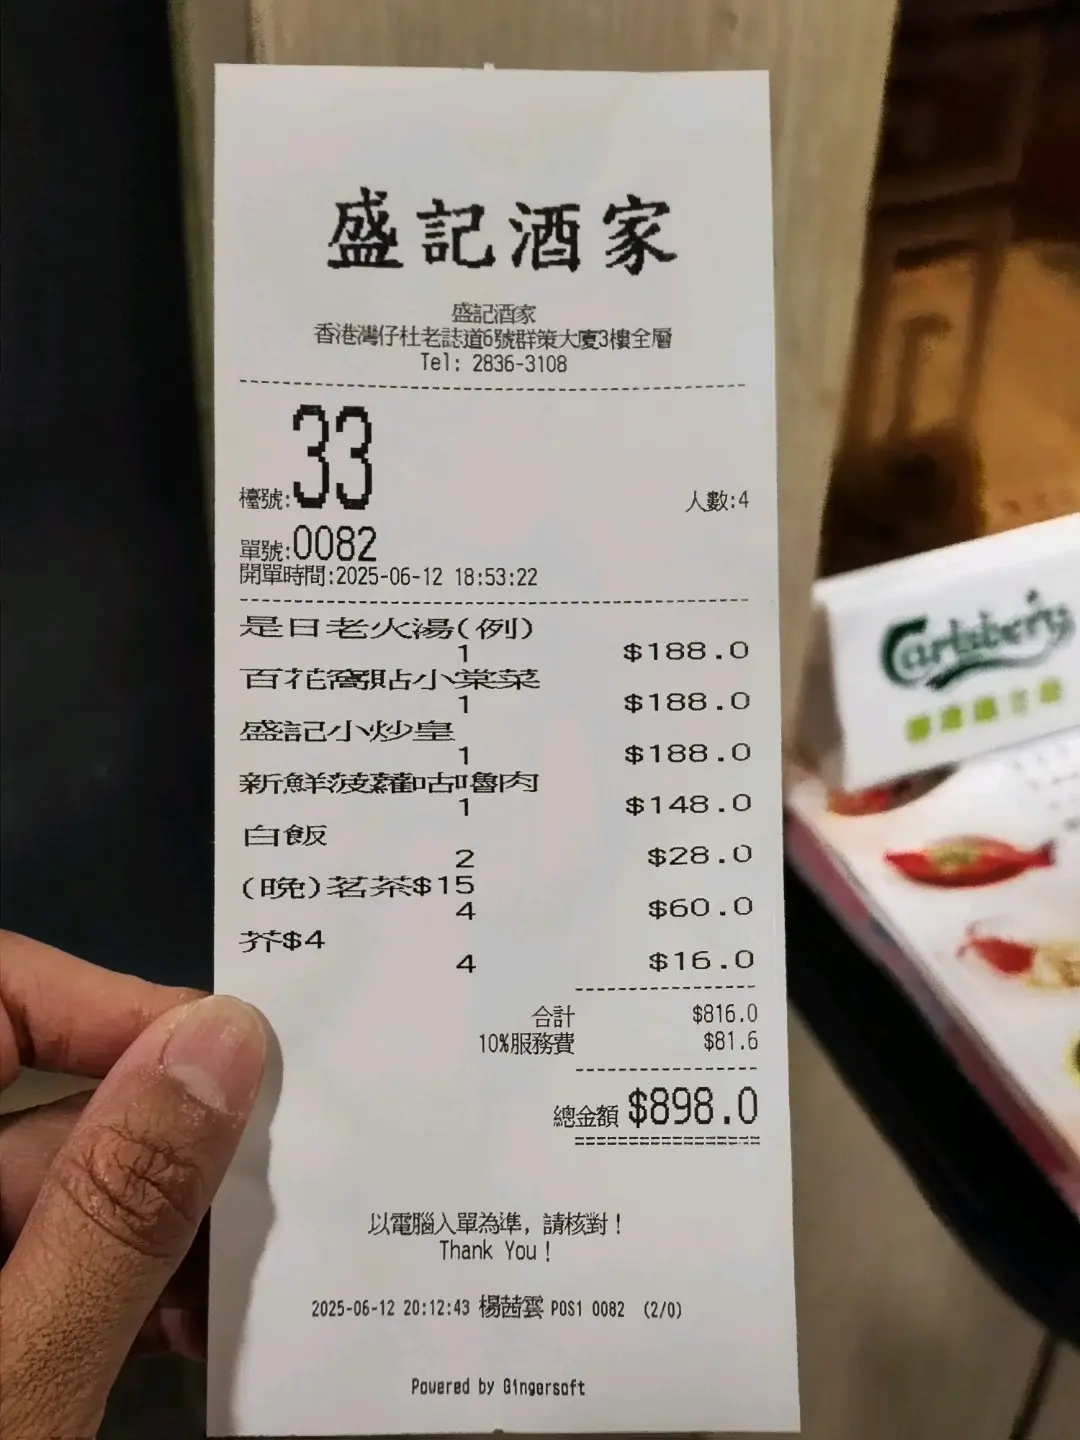 盛記酒家
盛記酒家
香港灣仔杜老誌道6號群策大廈3樓全層
Tel: 2836-3108
檯號:33 人數:4
單號:0082
開單時間:2025-06-12 18:53:22
是日老火湯(例)
1 $188.0
百花窩貼小棠菜
1 $188.0
盛記小炒皇
1 $188.0
新鮮菠蘿咕嚕肉
1 $148.0
白飯
2 $28.0
(晚)茗茶$15
4 $60.0
芥$4
4 $16.0
合計 $816.0
10%服務費 $81.6
總金額 $898.0
以電腦入單為準, 請核對!
Thank You!
2025-06-12 20:12:43 楊茜雲 POS1 0082 (2/0)
Powered by Gingersoft
Carlsberg